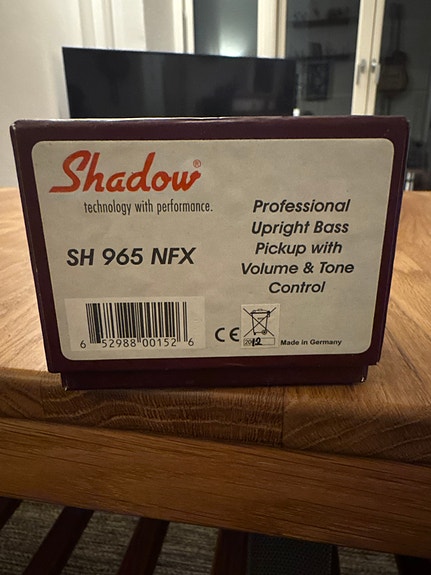 Shadow®
technology with performance.
SH 965 NFX
Professional
Upright Bass
Pickup with
Volume & Tone
Control
6 52988 00152 6
CE
2012
Made in Germany